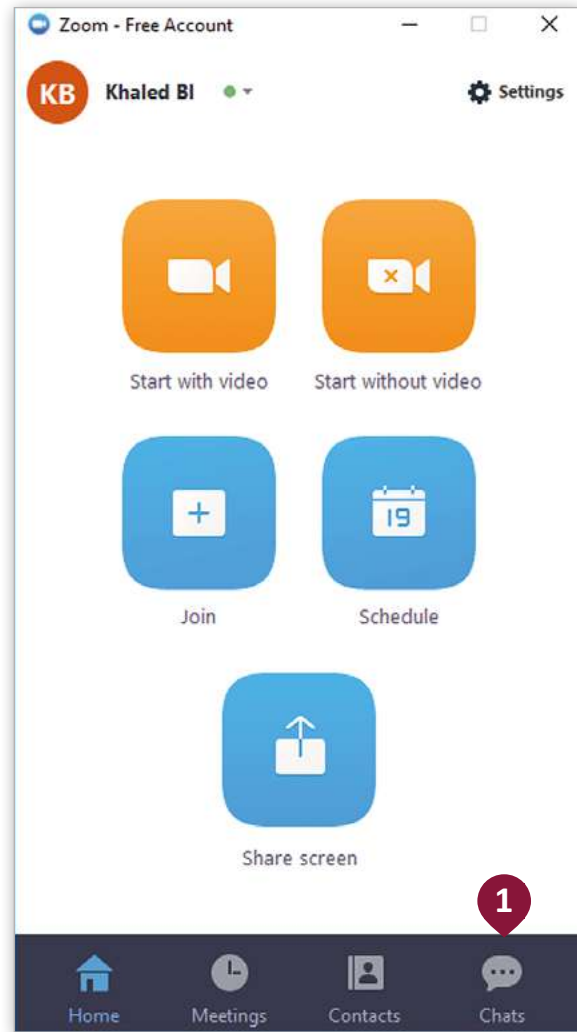 Zoom - Free Account
KB Khaled BI Settings
Start with video Start without video
19
Join Schedule
Share screen
1
Home Meetings Contacts Chats